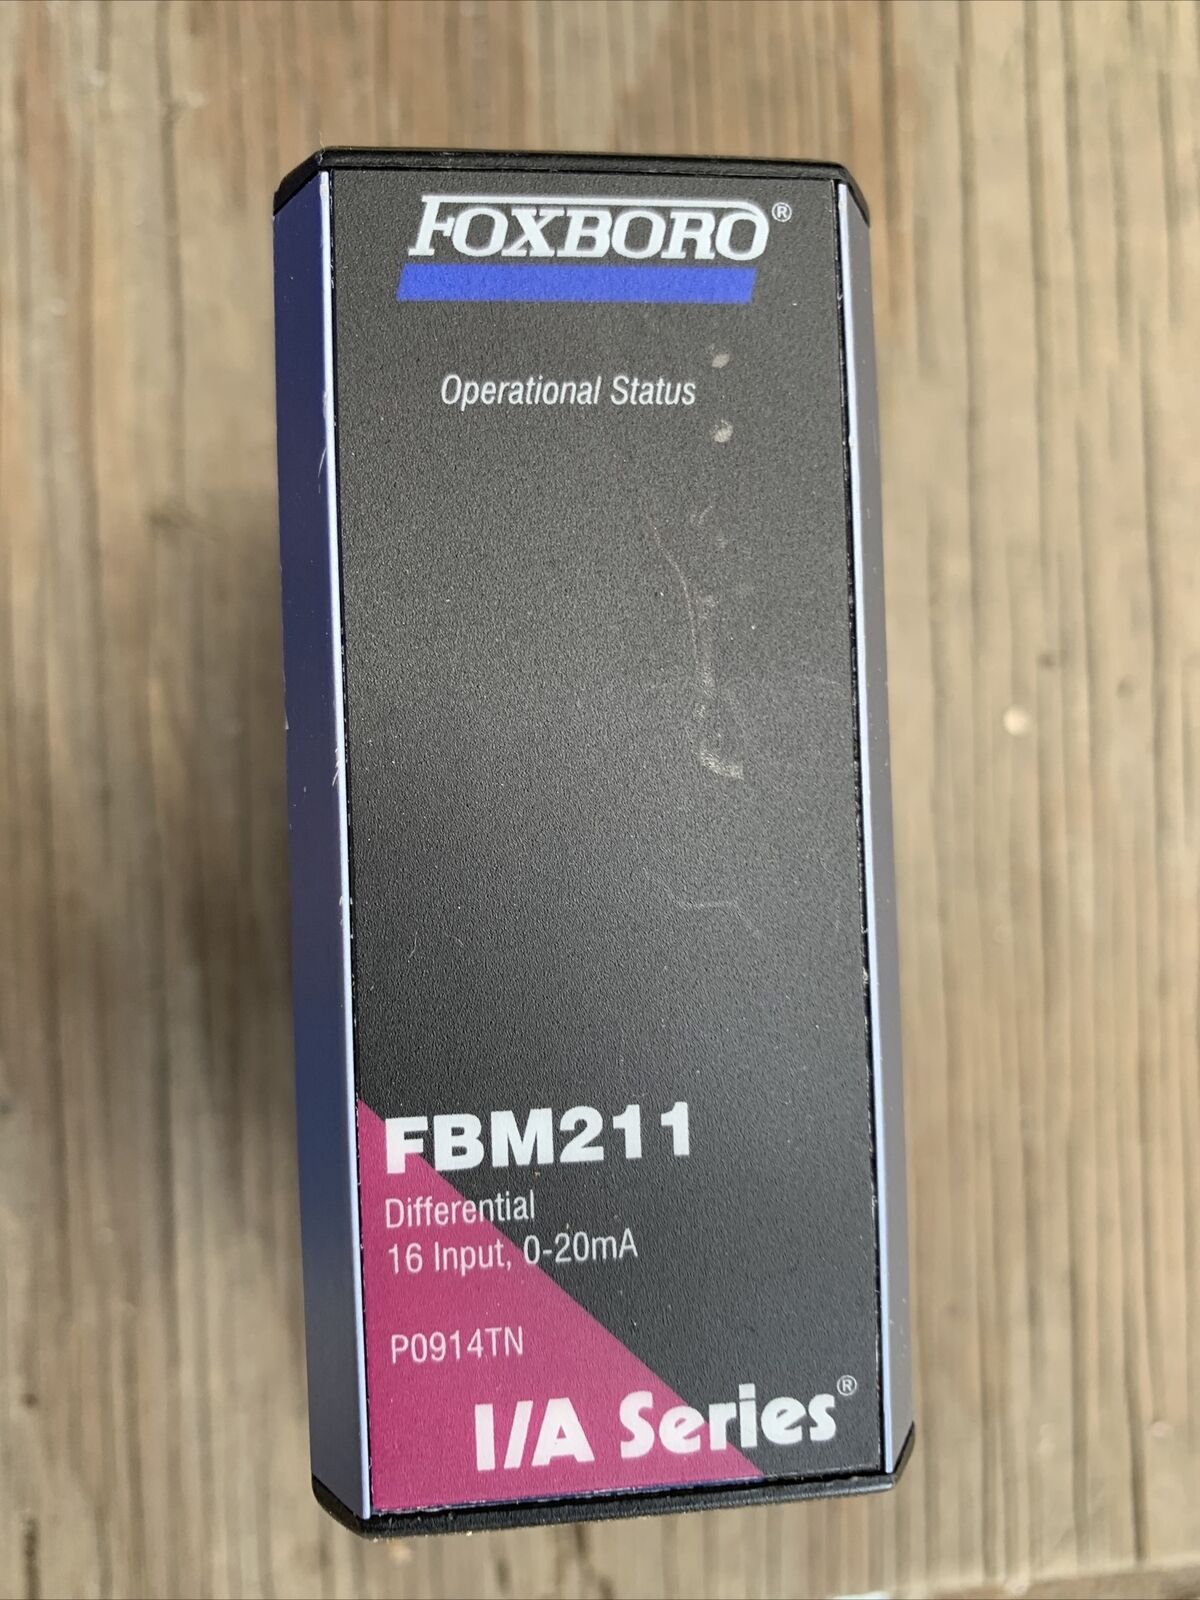 FOXBORO®
Operational Status
FBM211
Differential
16 Input, 0-20mA
P0914TN
I/A Series®